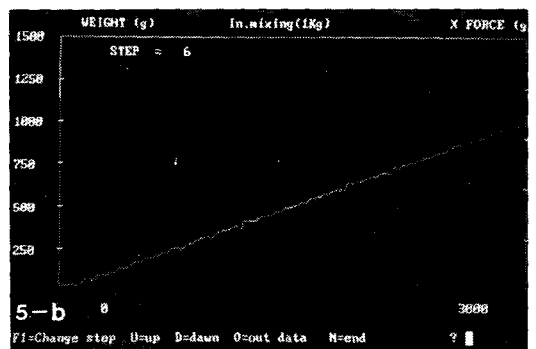 WEIGHT (g) In.mixing(1Kg) X FORCE (g
1500
STEP = 6
1250
1000
750
500
250
5-b 0 3000
F1=Change step U=up D=dawn O=out data N=end ?